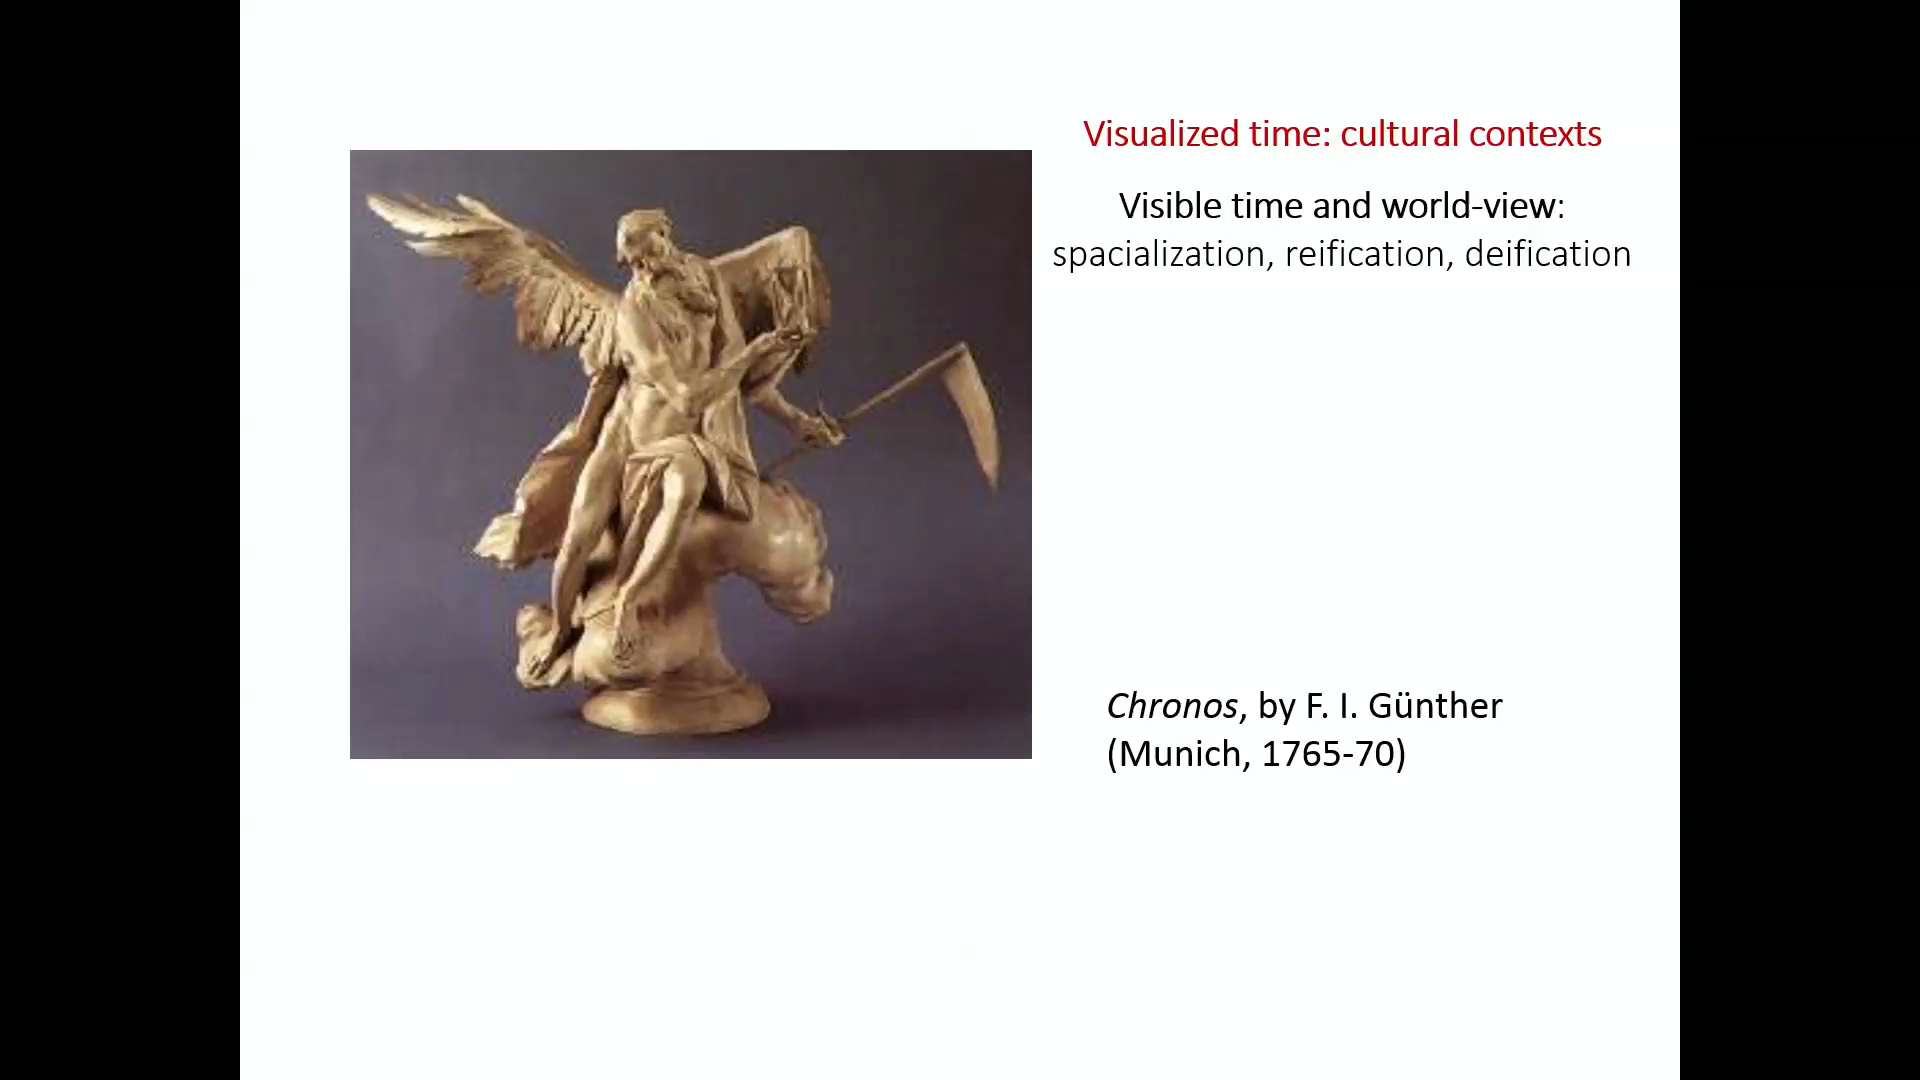 Visualized time: cultural contexts
Visible time and world-view:
spacialization, reification, deification
Chronos, by F. I. Günther
(Munich, 1765-70)